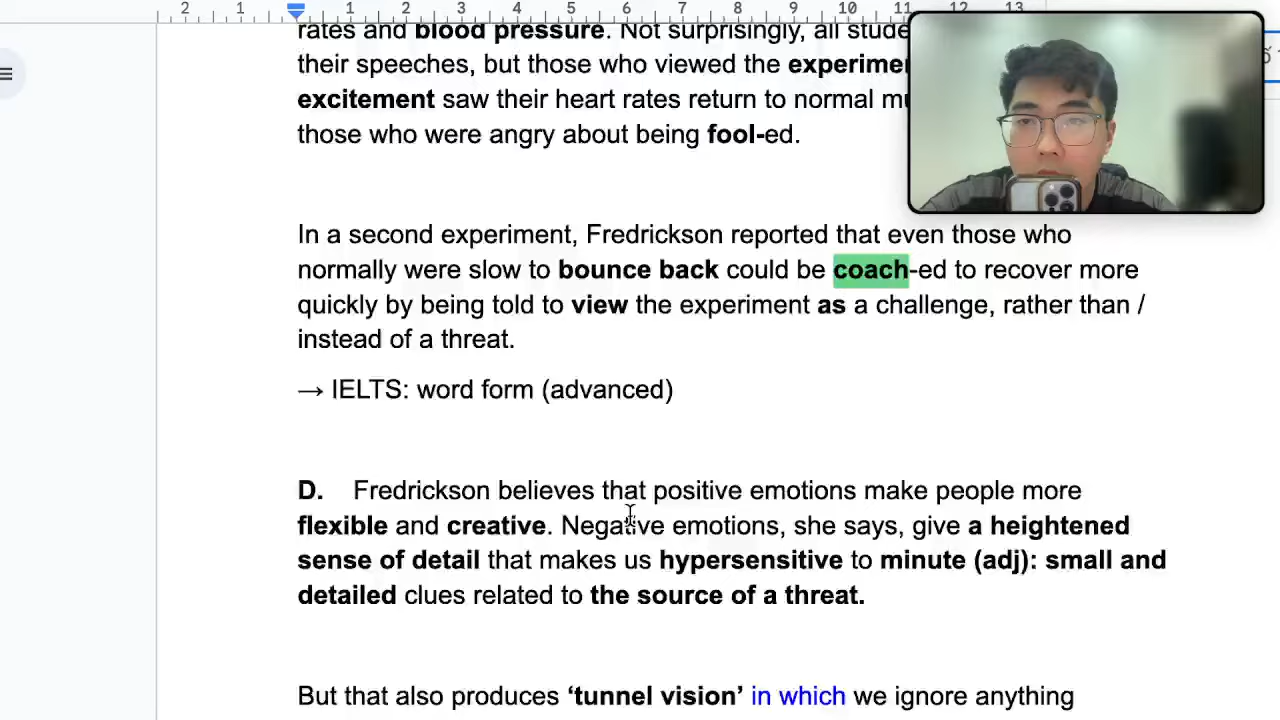 2 1 1 2 3 4 5 6 7 8 9 10 11 12 13
rates and blood pressure. Not surprisingly, all
their speeches, but those who viewed the
excitement saw their heart rates return to normal
those who were angry about being fool-ed.
In a second experiment, Fredrickson reported that even those who
normally were slow to bounce back could be coach-ed to recover more
quickly by being told to view the experiment as a challenge, rather than /
instead of a threat.
→ IELTS: word form (advanced)
D. Fredrickson believes that positive emotions make people more
flexible and creative. Negative emotions, she says, give a heightened
sense of detail that makes us hypersensitive to minute (adj): small and
detailed clues related to the source of a threat.
But that also produces ‘tunnel vision’ in which we ignore anything